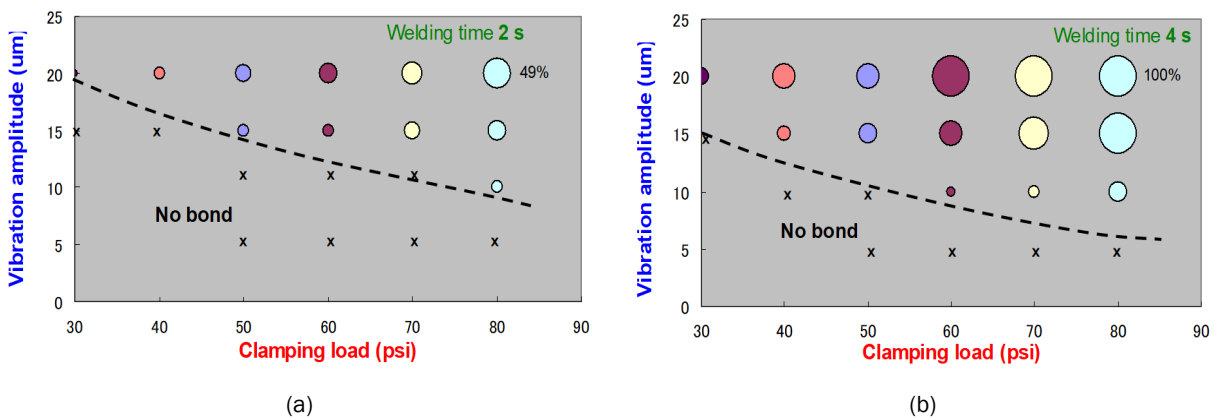 25
20
15
10
5
0
30
40
50
60
70
80
90
Vibration amplitude (um)
Clamping load (psi)
Welding time 2 s
49%
x
x
x
x
x
x
x
x
x
No bond
(a)
25
20
15
10
5
0
30
40
50
60
70
80
90
Vibration amplitude (um)
Clamping load (psi)
Welding time 4 s
100%
x
x
x
x
x
x
x
No bond
(b)